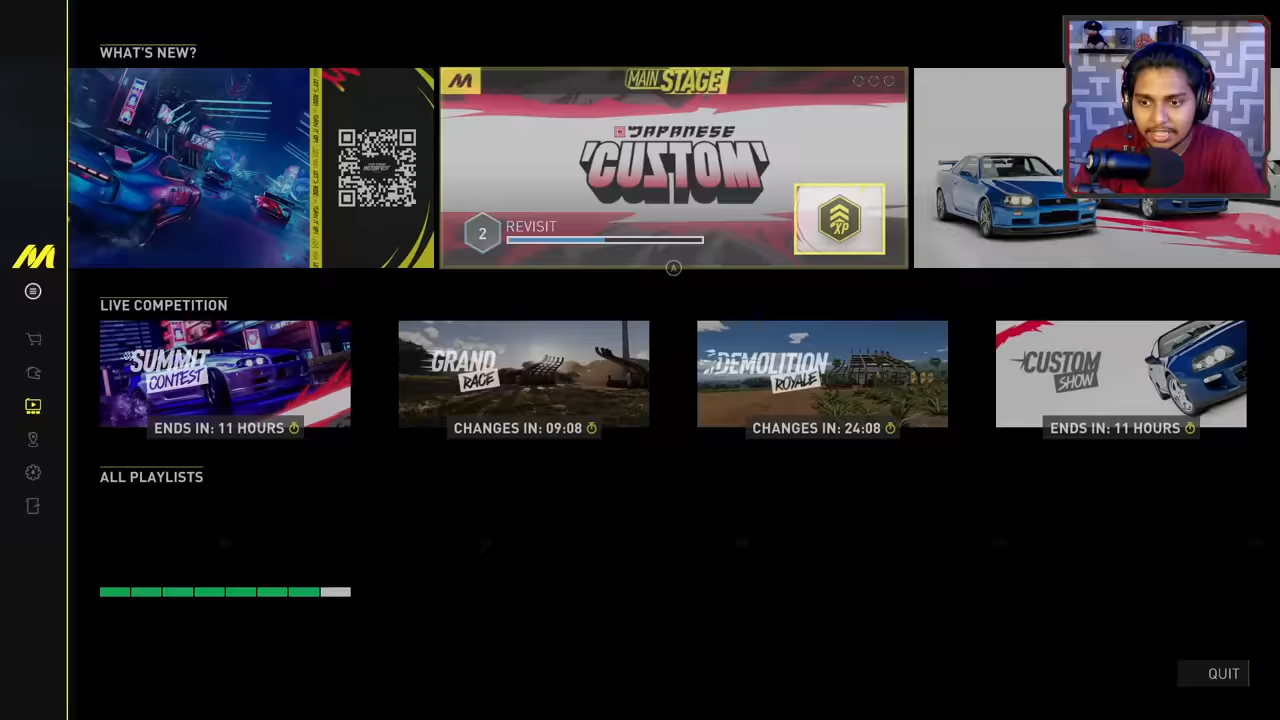 WHAT'S NEW?
MAIN STAGE
JAPANESE
'CUSTOM'
2
REVISIT
XP
A
LIVE COMPETITION
SUMMIT
CONTEST
ENDS IN: 11 HOURS
GRAND
RACE
CHANGES IN: 09:08
DEMOLITION
ROYALE
CHANGES IN: 24:08
CUSTOM
SHOW
ENDS IN: 11 HOURS
ALL PLAYLISTS
QUIT